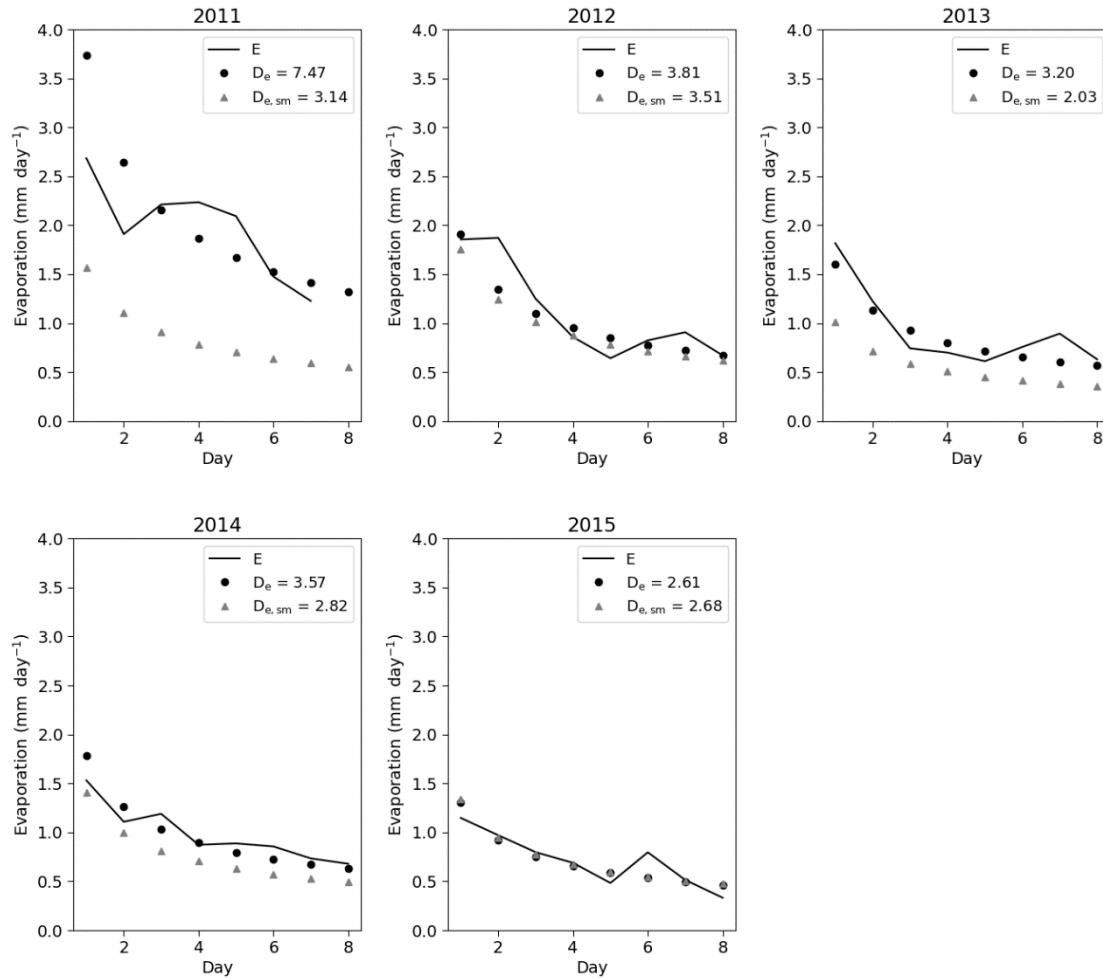 2011
E
Dₑ = 7.47
Dₑ,ₛₘ = 3.14
Evaporation (mm day⁻¹)
4.0
3.5
3.0
2.5
2.0
1.5
1.0
0.5
0.0
2 4 6 8
Day
2012
E
Dₑ = 3.81
Dₑ,ₛₘ = 3.51
Evaporation (mm day⁻¹)
4.0
3.5
3.0
2.5
2.0
1.5
1.0
0.5
0.0
2 4 6 8
Day
2013
E
Dₑ = 3.20
Dₑ,ₛₘ = 2.03
Evaporation (mm day⁻¹)
4.0
3.5
3.0
2.5
2.0
1.5
1.0
0.5
0.0
2 4 6 8
Day
2014
E
Dₑ = 3.57
Dₑ,ₛₘ = 2.82
Evaporation (mm day⁻¹)
4.0
3.5
3.0
2.5
2.0
1.5
1.0
0.5
0.0
2 4 6 8
Day
2015
E
Dₑ = 2.61
Dₑ,ₛₘ = 2.68
Evaporation (mm day⁻¹)
4.0
3.5
3.0
2.5
2.0
1.5
1.0
0.5
0.0
2 4 6 8
Day